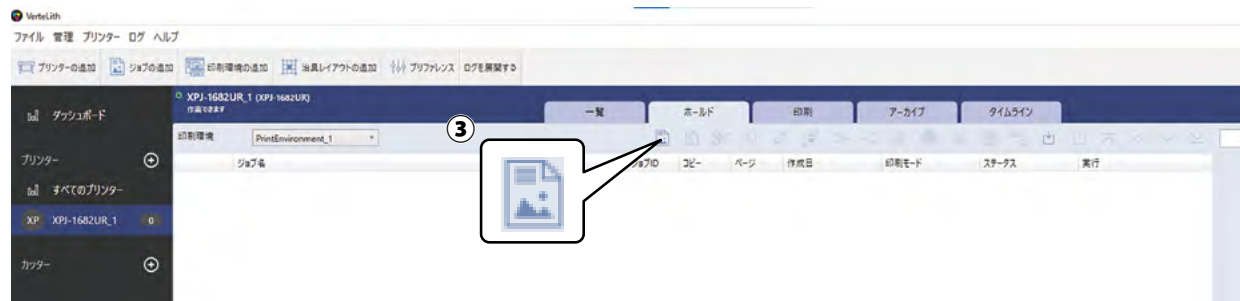 VerteLith
ファイル 管理 プリンター ログ ヘルプ
プリンターの追加 ジョブの追加 印刷環境の追加 治具レイアウトの追加 プリファレンス ログを展開する
XPJ-1682UR_1 (XPJ-1682UR)
作画できます
ダッシュボード
一覧 ホールド 印刷 アーカイブ タイムライン
印刷環境 PrintEnvironment_1
③
プリンター
ジョブ名 ジョブID コピー ページ 作成日 印刷モード ステータス 実行
すべてのプリンター
XP XPJ-1682UR_1 0
カッター